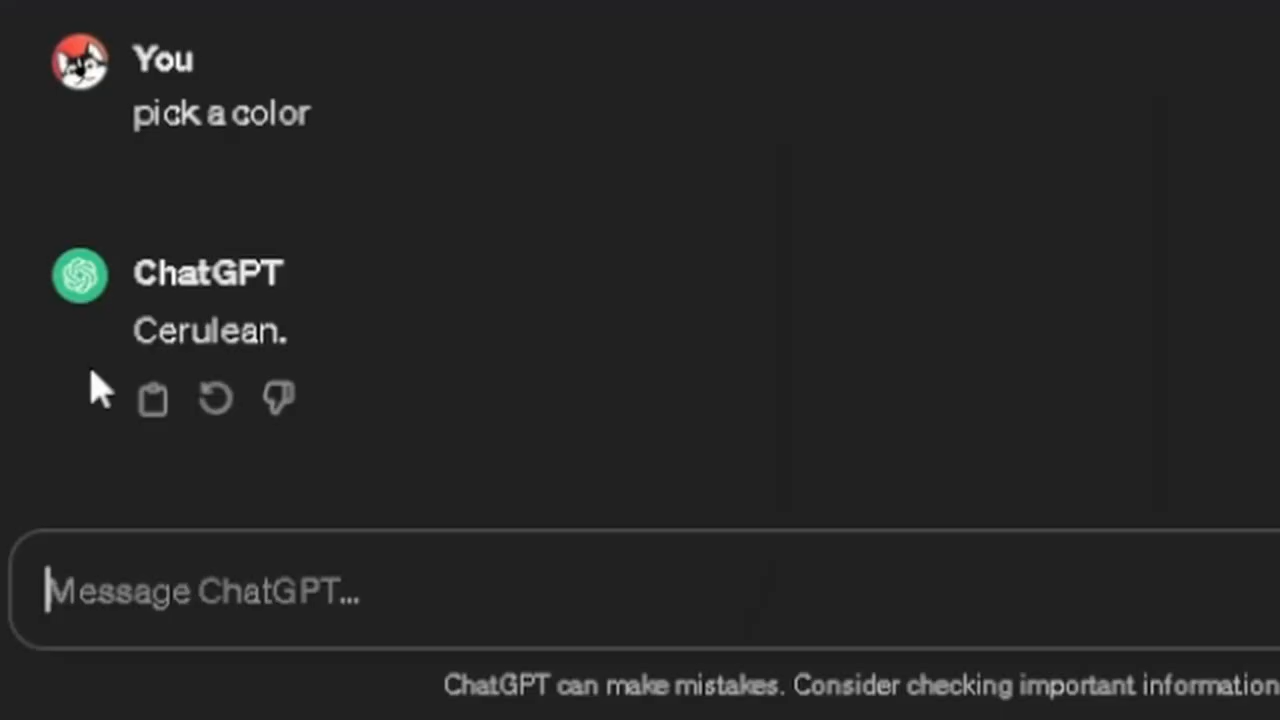 You
pick a color
ChatGPT
Cerulean.
Message ChatGPT...
ChatGPT can make mistakes. Consider checking important information